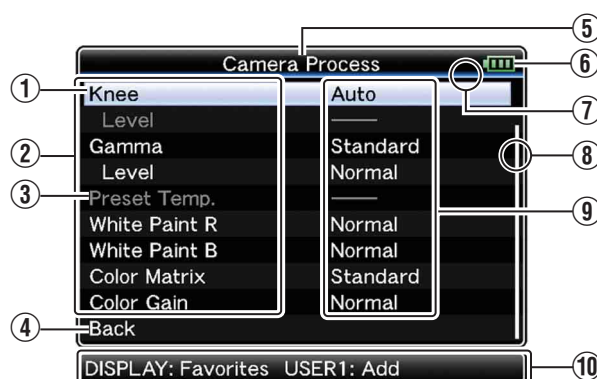 ⑤
Camera Process
⑥
① Knee Auto
⑦
Level ——
② Gamma Standard
⑧
Level Normal
③ Preset Temp. ——
⑨
White Paint R Normal
White Paint B Normal
Color Matrix Standard
Color Gain Normal
④ Back
DISPLAY: Favorites USER1: Add
⑩